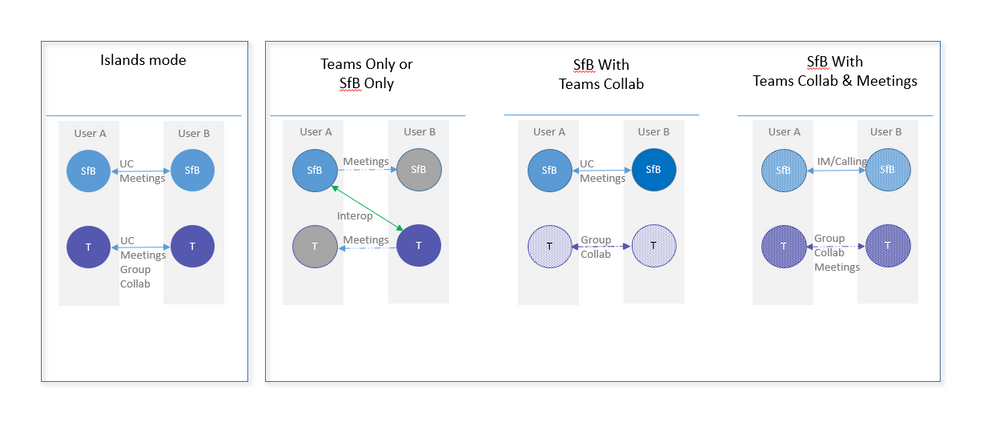 Islands mode
User A
User B
SfB
UC
Meetings
SfB
T
UC
Meetings
Group
Collab
T
Teams Only or
SfB Only
User A
User B
SfB
Meetings
SfB
Interop
T
Meetings
T
SfB With
Teams Collab
User A
User B
SfB
UC
Meetings
SfB
T
Group
Collab
T
SfB With
Teams Collab & Meetings
User A
User B
SfB
IM/Calling
SfB
T
Group
Collab
Meetings
T